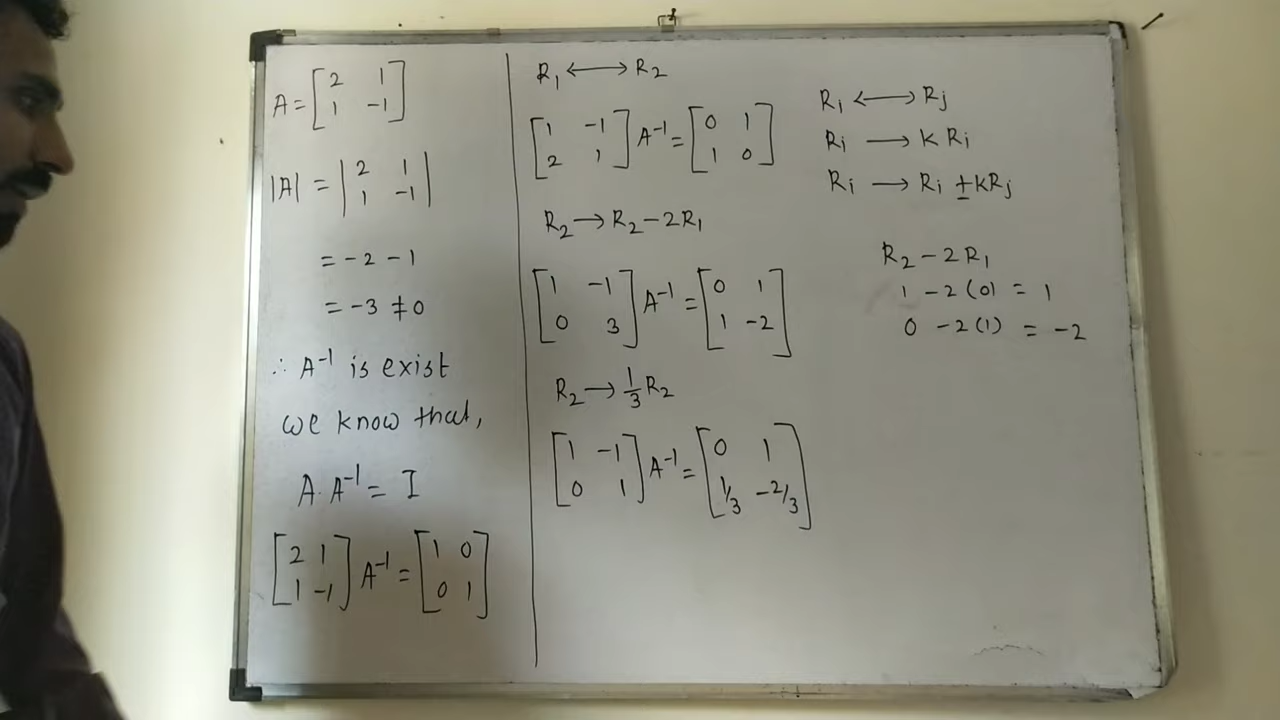 A = [ 2 1
1 -1 ]
|A| = | 2 1
1 -1 |
= -2 - 1
= -3 ≠ 0
∴ A⁻¹ is exist
we know that,
A. A⁻¹ = I
[ 2 1
1 -1 ] A⁻¹ = [ 1 0
0 1 ]
R₁ ⟷ R₂
[ 1 -1
2 1 ] A⁻¹ = [ 0 1
1 0 ]
R₂ → R₂ - 2R₁
[ 1 -1
0 3 ] A⁻¹ = [ 0 1
1 -2 ]
R₂ → 1/3 R₂
[ 1 -1
0 1 ] A⁻¹ = [ 0 1
1/3 -2/3 ]
Rᵢ ⟷ Rⱼ
Rᵢ → K Rᵢ
Rᵢ → Rᵢ ± KRⱼ
R₂ - 2R₁
1 - 2(0) = 1
0 - 2(1) = -2